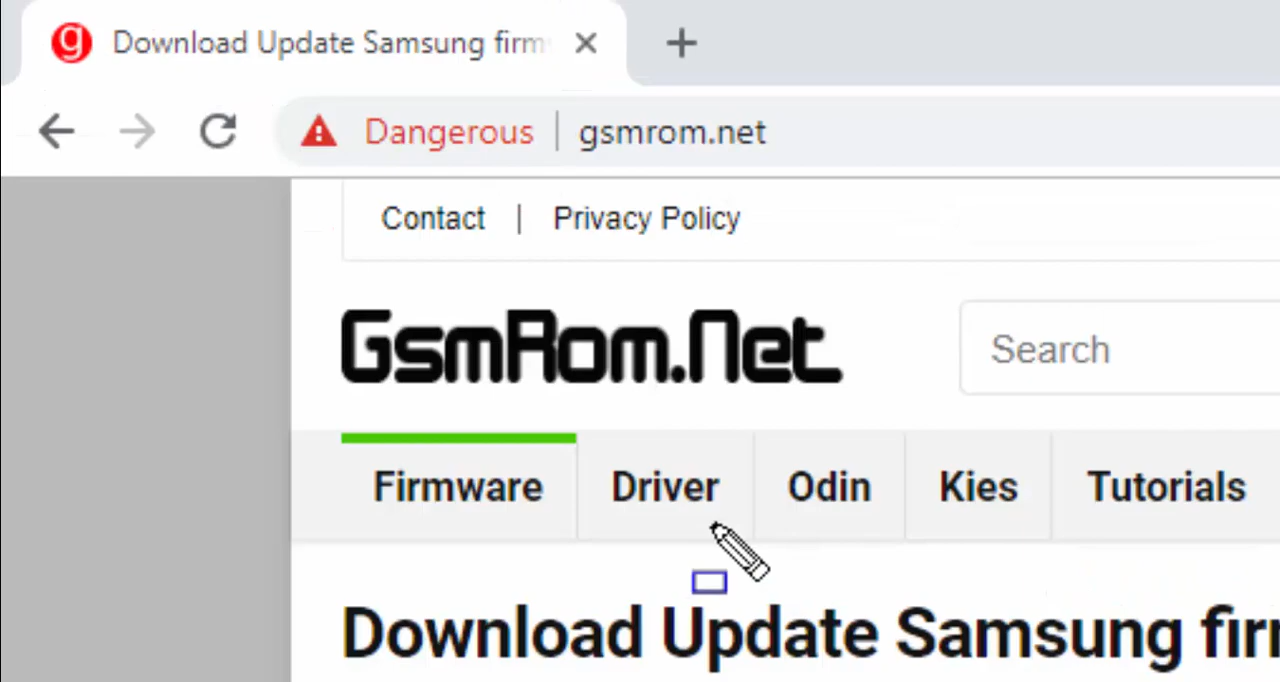 Download Update Samsung firm
Dangerous | gsmrom.net
Contact | Privacy Policy
GsmRom.Net
Search
Firmware Driver Odin Kies Tutorials
Download Update Samsung fir